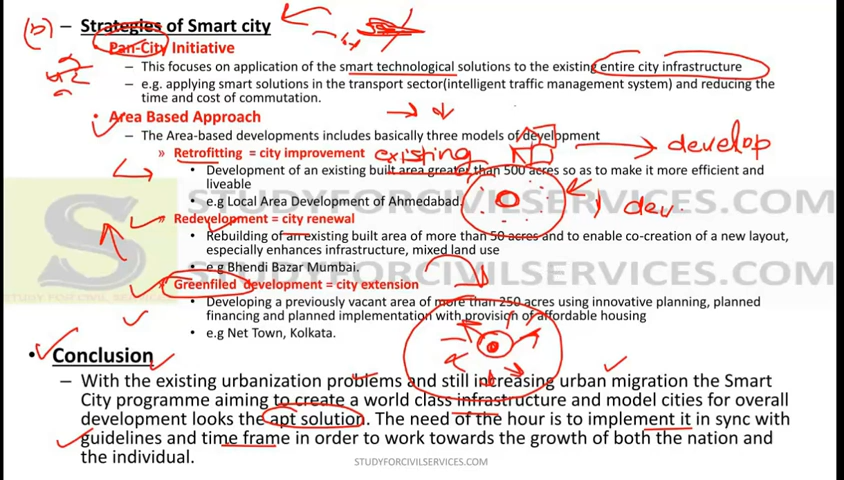 (b) – Strategies of Smart city
Pan-City Initiative
– This focuses on application of the smart technological solutions to the existing entire city infrastructure
– e.g. applying smart solutions in the transport sector(intelligent traffic management system) and reducing the
time and cost of commutation.
• Area Based Approach
– The Area-based developments includes basically three models of development
» Retrofitting = city improvement existing develop
• Development of an existing built area greater than 500 acres so as to make it more efficient and
liveable
• e.g Local Area Development of Ahmedabad. dev.
» Redevelopment = city renewal
• Rebuilding of an existing built area of more than 50 acres and to enable co-creation of a new layout,
especially enhances infrastructure, mixed land use
• e g Bhendi Bazar Mumbai.
» Greenfiled development = city extension
• Developing a previously vacant area of more than 250 acres using innovative planning, planned
financing and planned implementation with provision of affordable housing
• e.g Net Town, Kolkata.
• Conclusion
– With the existing urbanization problems and still increasing urban migration the Smart
City programme aiming to create a world class infrastructure and model cities for overall
development looks the apt solution. The need of the hour is to implement it in sync with
guidelines and time frame in order to work towards the growth of both the nation and
the individual.
STUDYFORCIVILSERVICES.COM